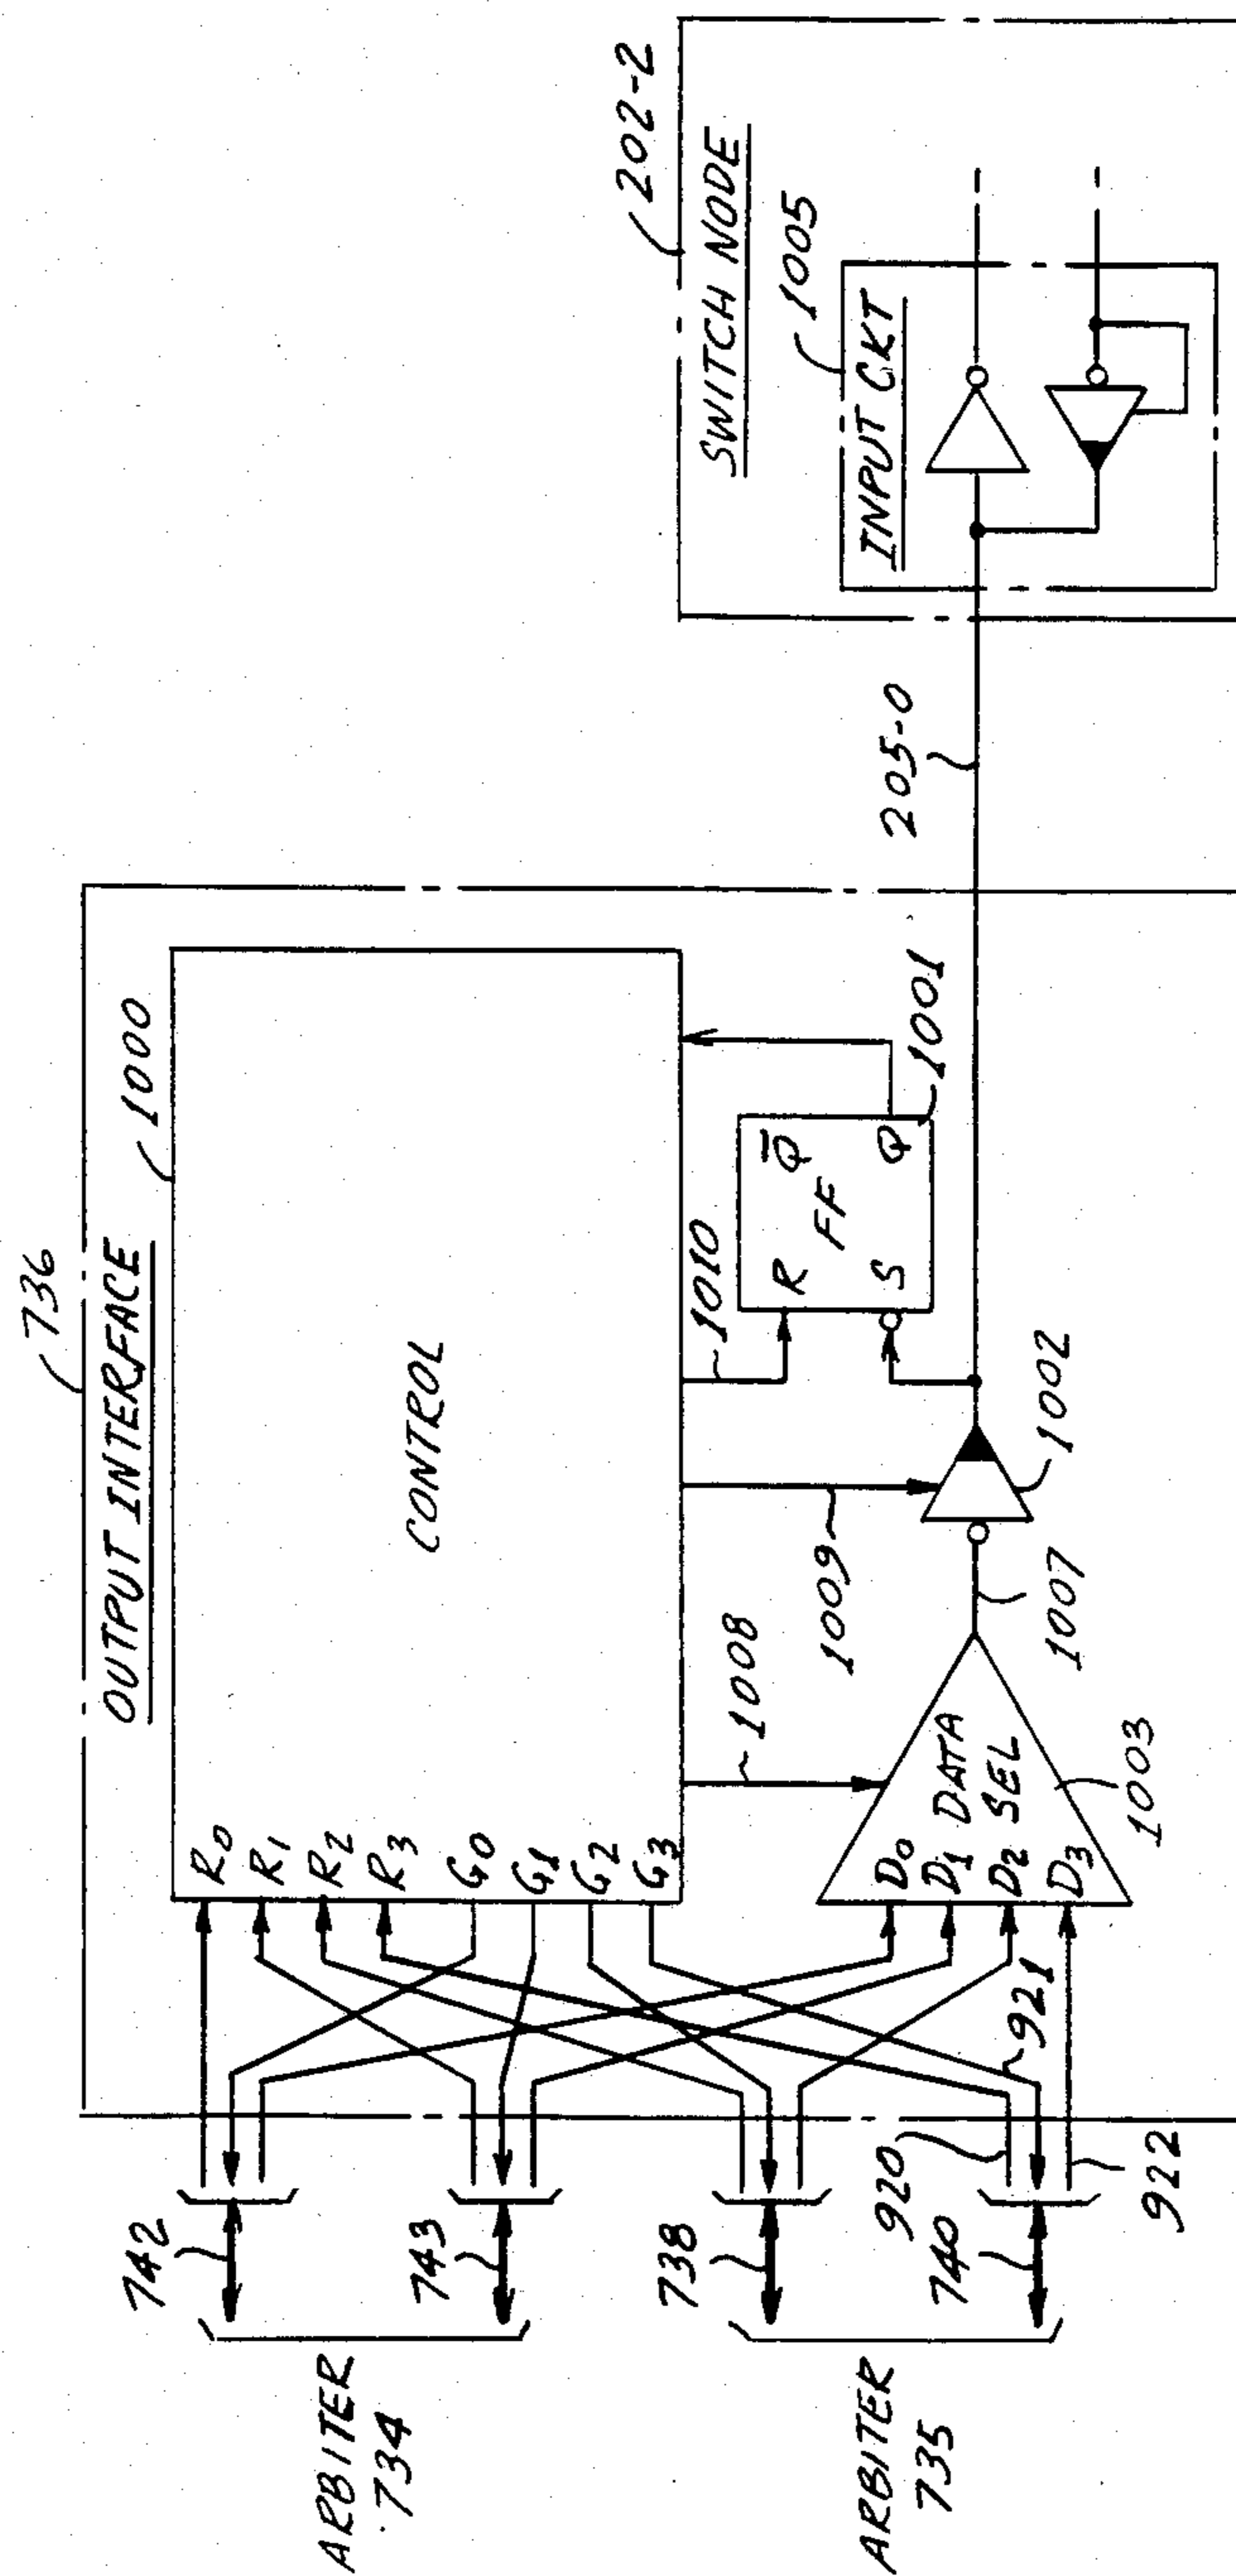 736
OUTPUT INTERFACE
1000
CONTROL
R0
R1
R2
R3
G0
G1
G2
G3
1008
1009
1010
R
Q̄
FF
S
Q
1001
D0
D1
D2
D3
DATA
SEL
1003
1007
1002
205-0
202-2
SWITCH NODE
1005
INPUT CKT
742
743
738
920
740
921
922
ARBITER
734
ARBITER
735